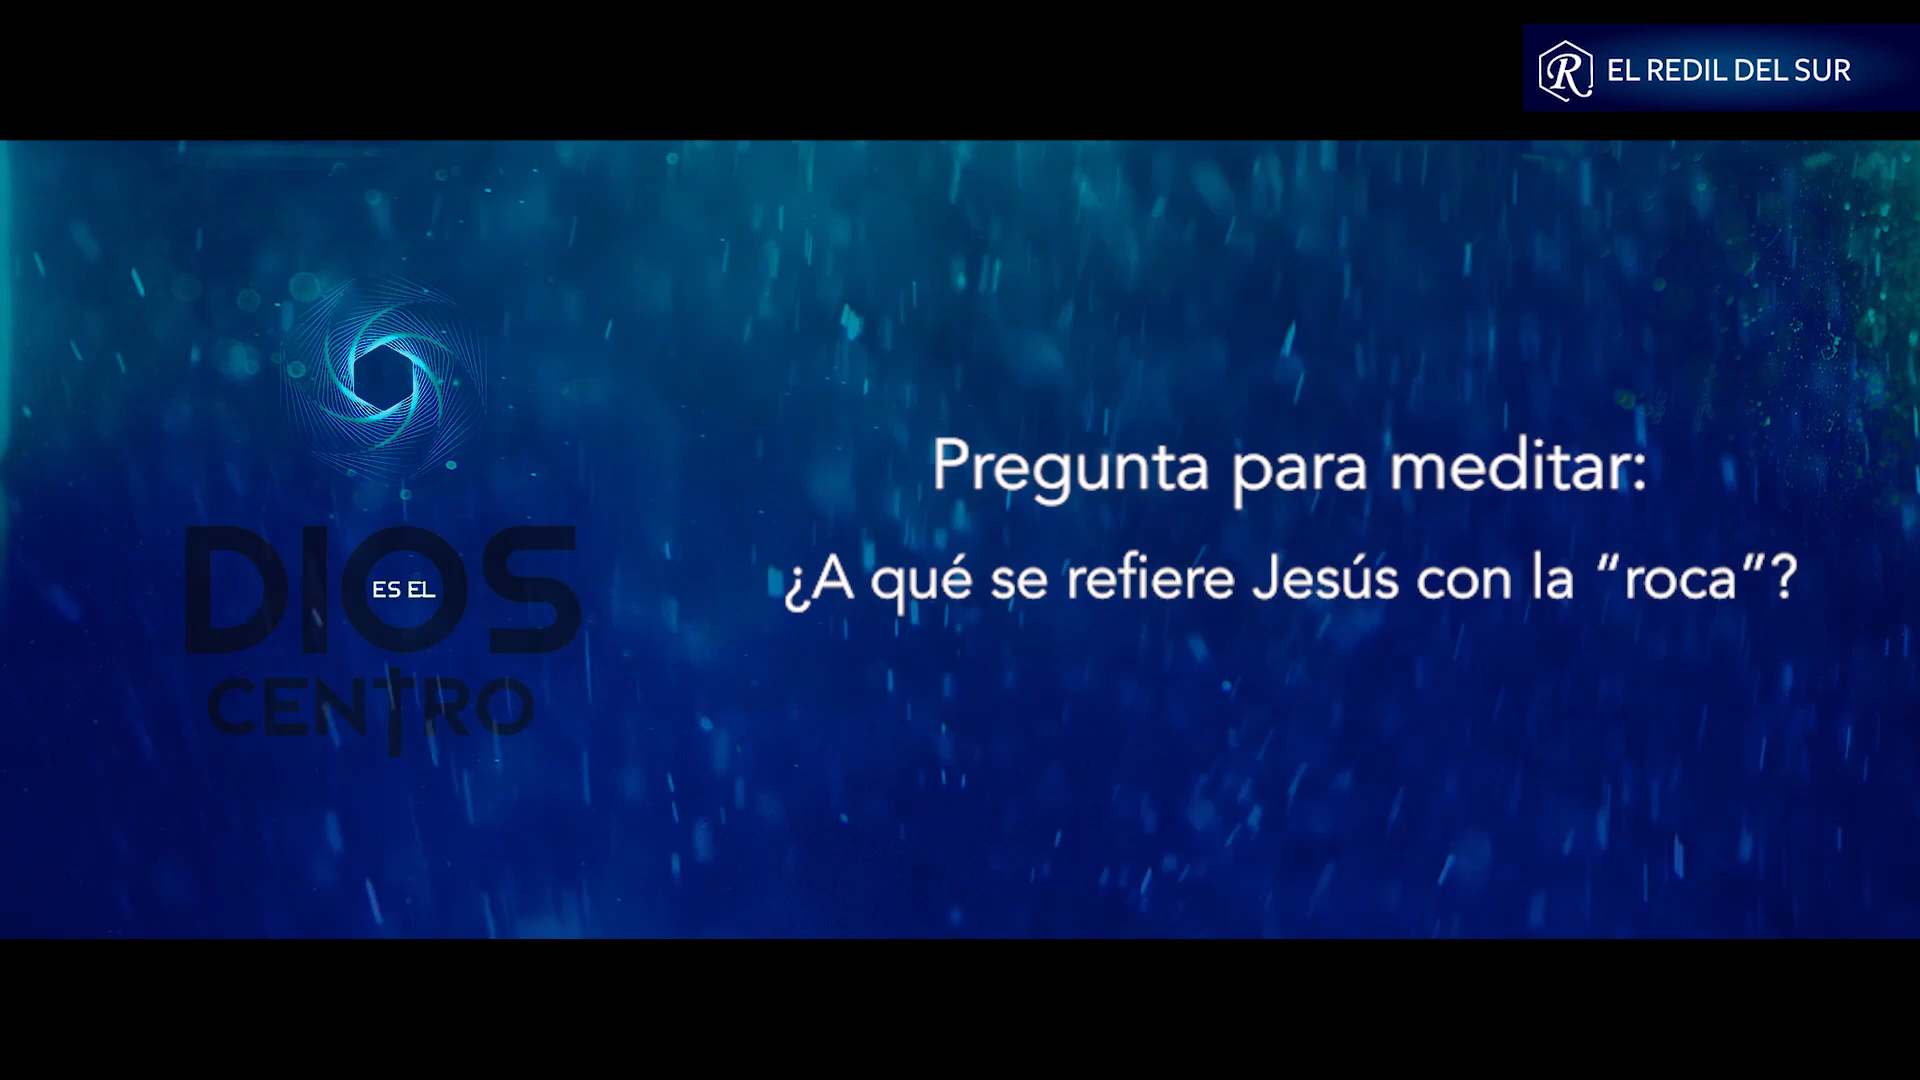 EL REDIL DEL SUR
DIOS
ES EL
CENTRO
Pregunta para meditar:
¿A qué se refiere Jesús con la “roca”?